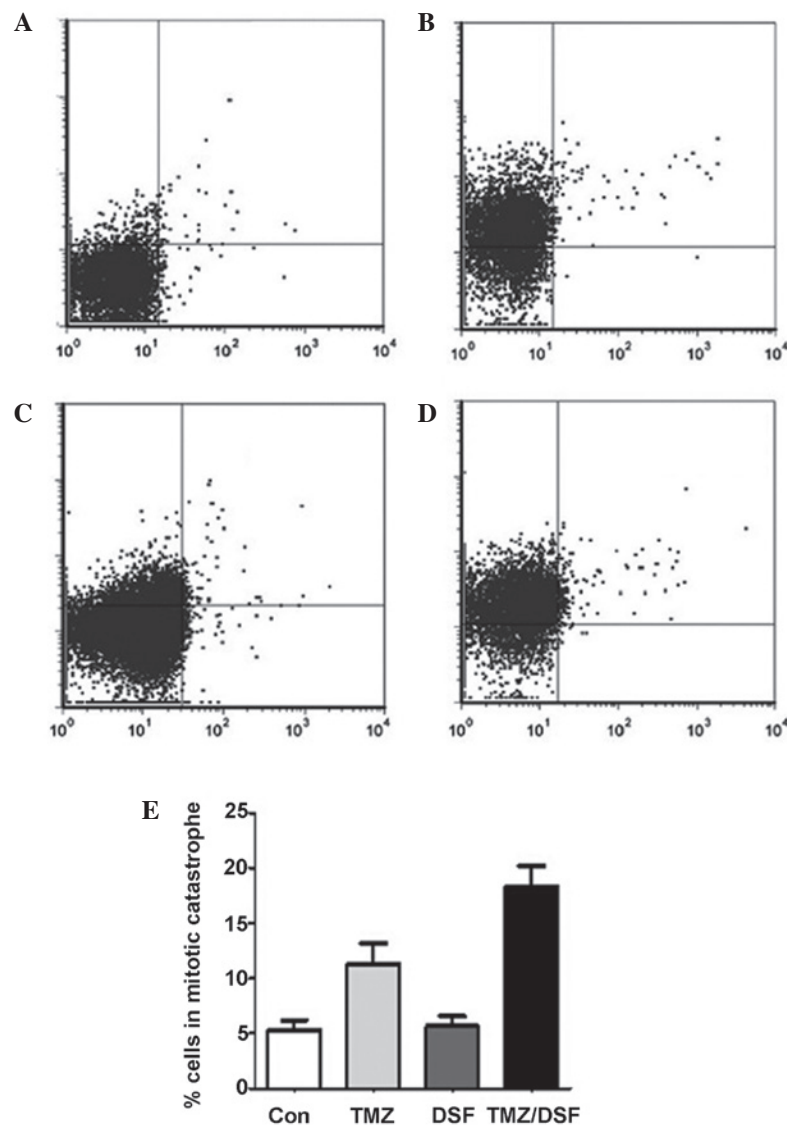 A
B
10⁰ 10¹ 10² 10³ 10⁴
10⁰ 10¹ 10² 10³ 10⁴
C
D
10⁰ 10¹ 10² 10³ 10⁴
10⁰ 10¹ 10² 10³ 10⁴
E
% cells in mitotic catastrophe
25
20
15
10
5
0
Con TMZ DSF TMZ/DSF